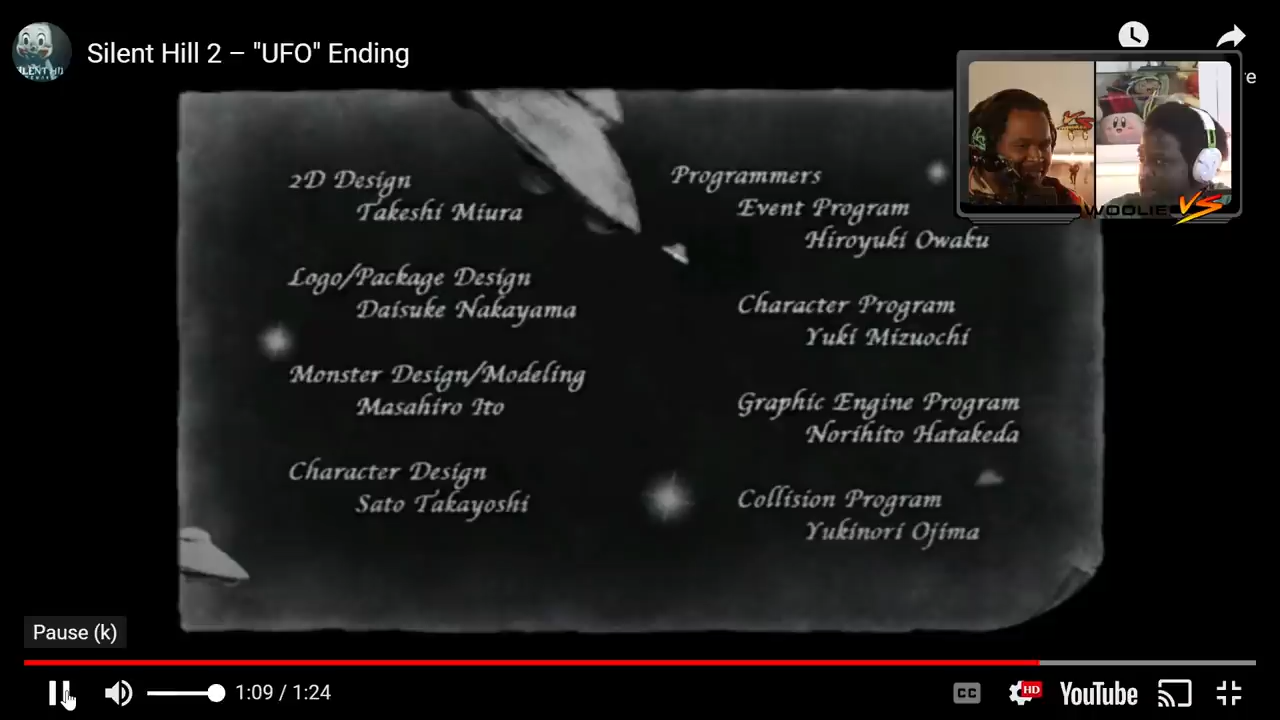 Silent Hill 2 – "UFO" Ending
2D Design
Takeshi Miura
Logo/Package Design
Daisuke Nakayama
Monster Design/Modeling
Masahiro Ito
Character Design
Sato Takayoshi
Programmers
Event Program
Hiroyuki Owaku
Character Program
Yuki Mizuochi
Graphic Engine Program
Norihito Hatakeda
Collision Program
Yukinori Ojima
WOOLIE VS
Pause (k)
1:09 / 1:24
CC
HD
YouTube